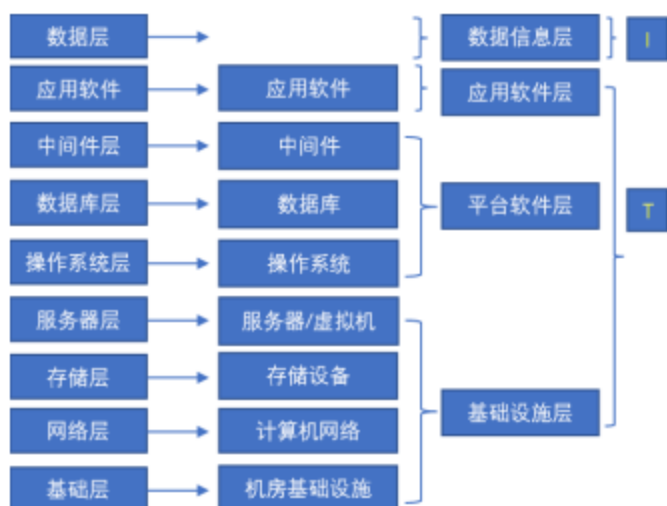 数据层
数据信息层
I
应用软件
应用软件
应用软件层
中间件层
中间件
数据库层
数据库
平台软件层
T
操作系统层
操作系统
服务器层
服务器/虚拟机
存储层
存储设备
基础设施层
网络层
计算机网络
基础层
机房基础设施